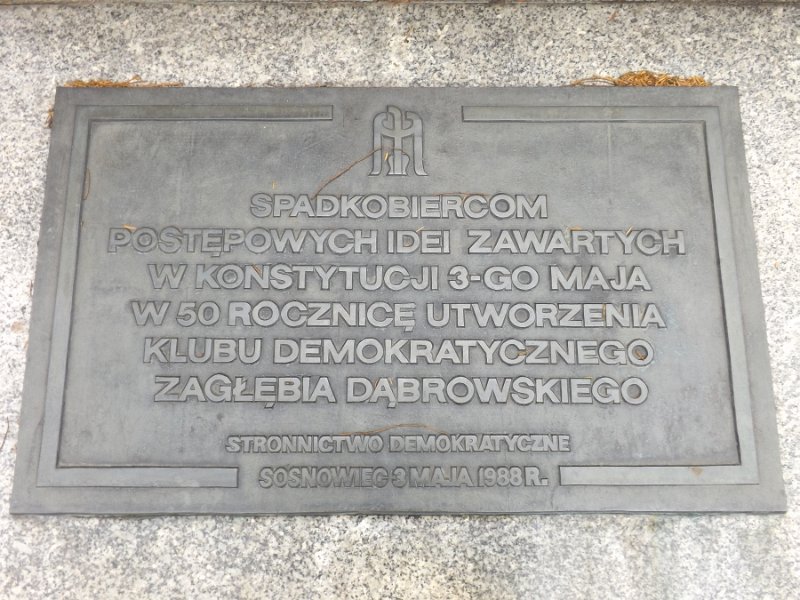 SPADKOBIERCOM
POSTĘPOWYCH IDEI ZAWARTYCH
W KONSTYTUCJI 3-GO MAJA
W 50 ROCZNICĘ UTWORZENIA
KLUBU DEMOKRATYCZNEGO
ZAGŁĘBIA DĄBROWSKIEGO
STRONNICTWO DEMOKRATYCZNE
SOSNOWIEC 3 MAJA 1988 R.